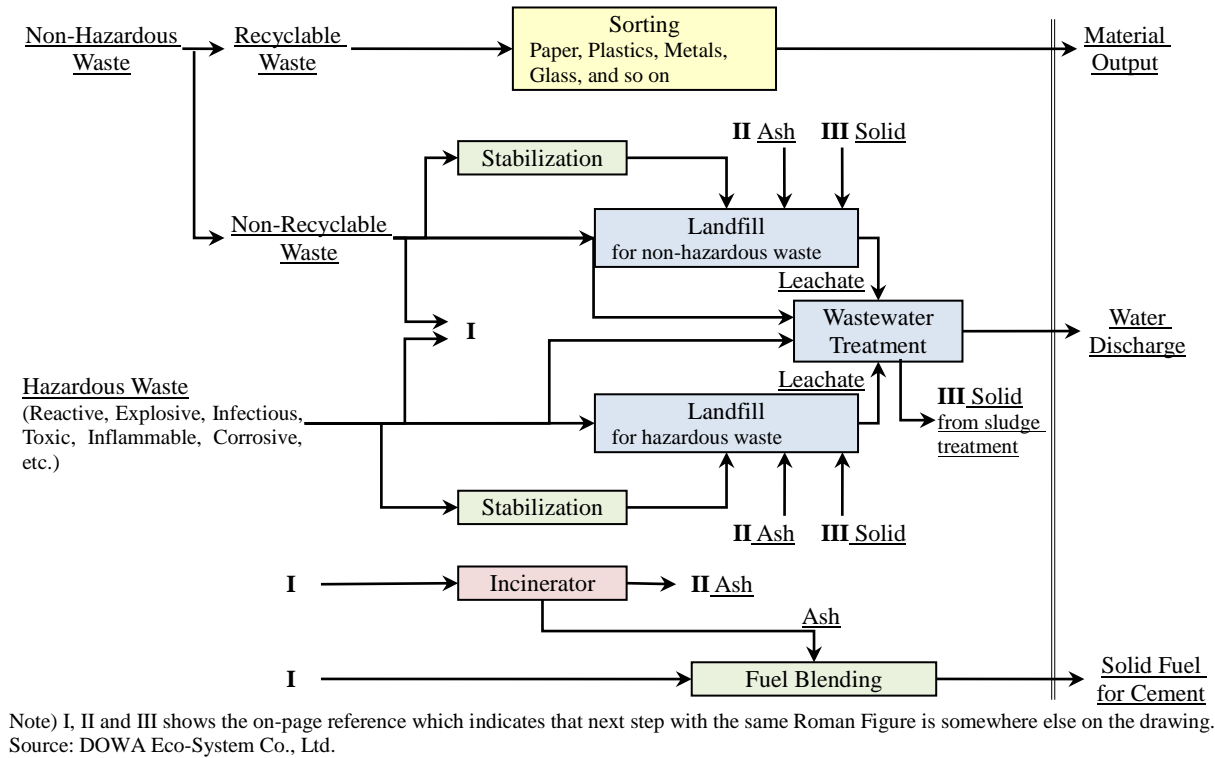 Non-Hazardous
Waste
Recyclable
Waste
Sorting
Paper, Plastics, Metals,
Glass, and so on
Material
Output
II Ash
III Solid
Stabilization
Non-Recyclable
Waste
Landfill
for non-hazardous waste
Leachate
I
Wastewater
Treatment
Water
Discharge
Hazardous Waste
(Reactive, Explosive, Infectious,
Toxic, Inflammable, Corrosive,
etc.)
Leachate
Landfill
for hazardous waste
III Solid
from sludge
treatment
Stabilization
II Ash
III Solid
I
Incinerator
II Ash
Ash
I
Fuel Blending
Solid Fuel
for Cement
Note) I, II and III shows the on-page reference which indicates that next step with the same Roman Figure is somewhere else on the drawing.
Source: DOWA Eco-System Co., Ltd.